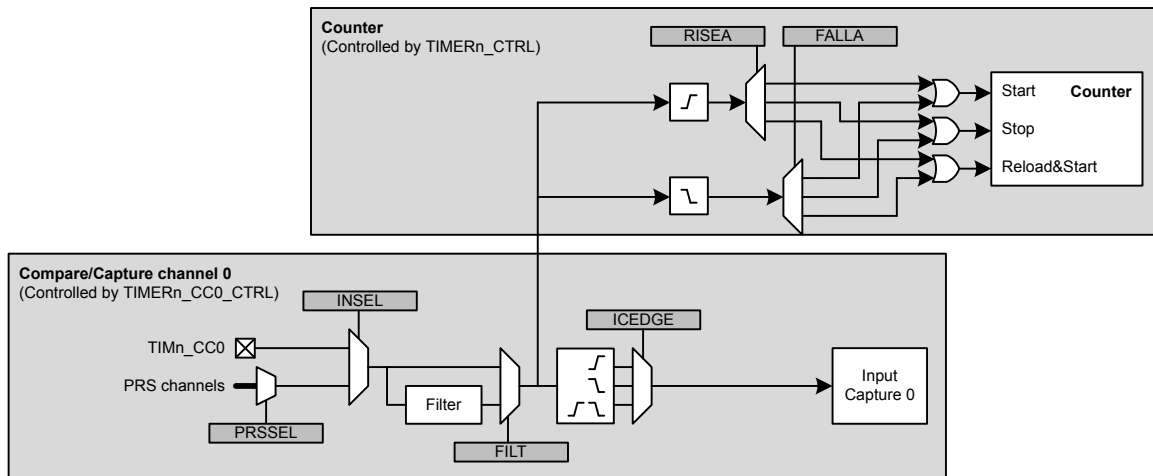 Counter
(Controlled by TIMERn_CTRL)
RISEA
FALLA
Start
Counter
Stop
Reload&Start
Compare/Capture channel 0
(Controlled by TIMERn_CC0_CTRL)
INSEL
ICEDGE
TIMn_CC0
PRS channels
Filter
Input
Capture 0
PRSSEL
FILT